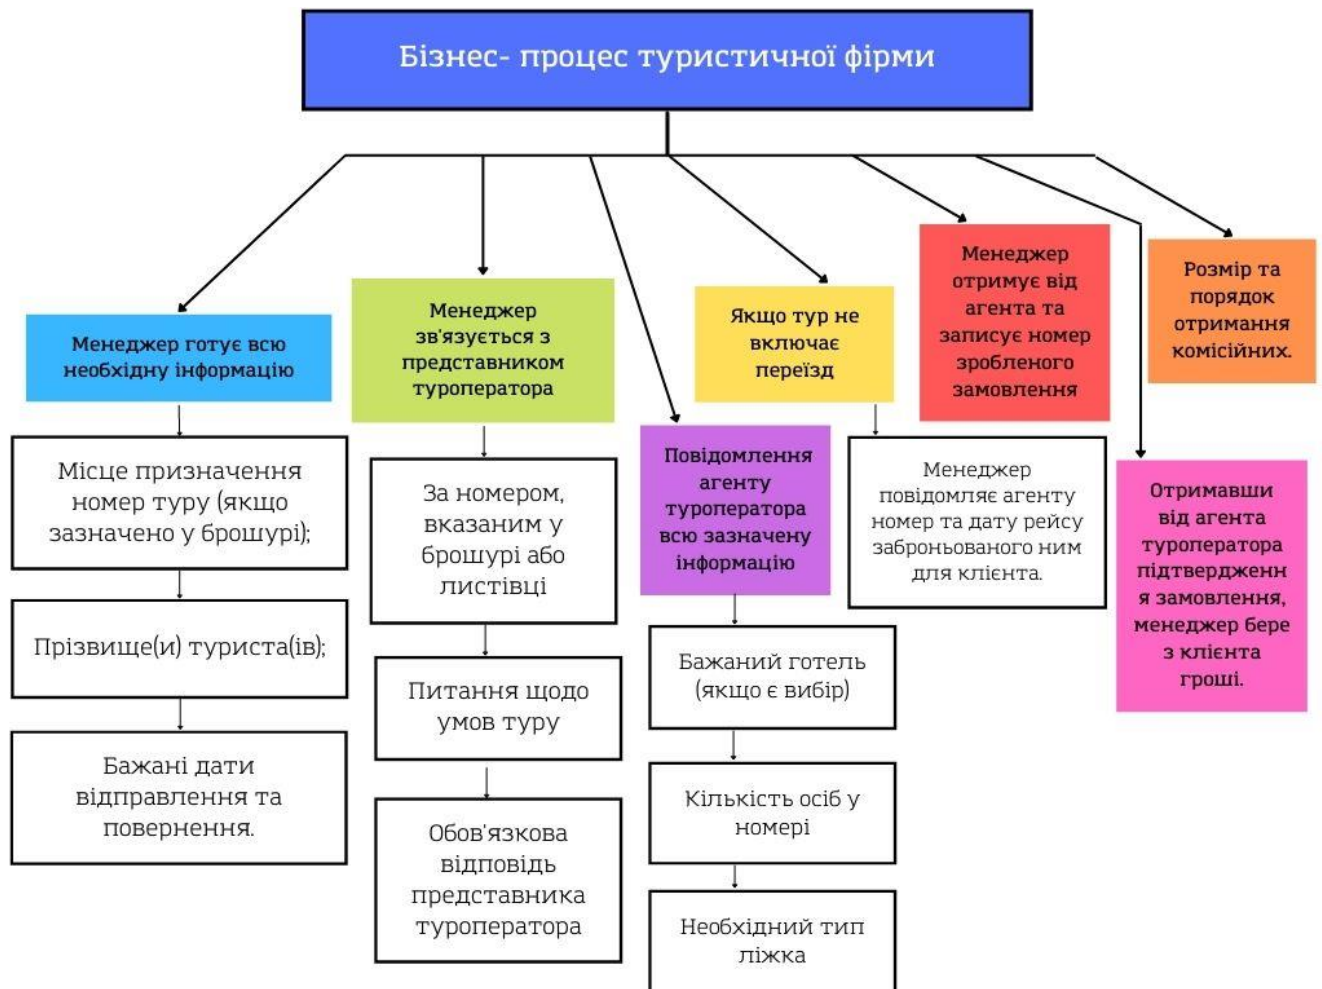 Бізнес- процес туристичної фірми
Менеджер готує всю
необхідну інформацію
Місце призначення
номер туру (якщо
зазначено у брошурі);
Прізвище(и) туриста(ів);
Бажані дати
відправлення та
повернення.
Менеджер
зв'язується з
представником
туроператора
За номером,
вказаним у
брошурі або
листівці
Питання щодо
умов туру
Обов'язкова
відповідь
представника
туроператора
Повідомлення
агенту
туроператора
всю зазначену
інформацію
Бажаний готель
(якщо є вибір)
Кількість осіб у
номері
Необхідний тип
ліжка
Якщо тур не
включає
переїзд
Менеджер
повідомляє агенту
номер та дату рейсу
заброньованого ним
для клієнта.
Менеджер
отримує від
агента та
записує номер
зробленого
замовлення
Отримавши
від агента
туроператора
підтвердженн
я замовлення,
менеджер бере
з клієнта
гроші.
Розмір та
порядок
отримання
комісійних.